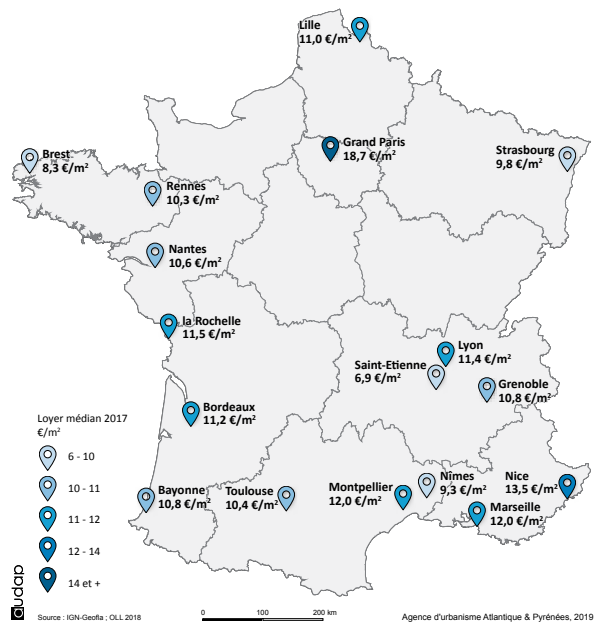 Lille
11,0 €/m²
Grand Paris
18,7 €/m²
Strasbourg
9,8 €/m²
Brest
8,3 €/m²
Rennes
10,3 €/m²
Nantes
10,6 €/m²
la Rochelle
11,5 €/m²
Lyon
11,4 €/m²
Saint-Etienne
6,9 €/m²
Grenoble
10,8 €/m²
Bordeaux
11,2 €/m²
Bayonne
10,8 €/m²
Toulouse
10,4 €/m²
Montpellier
12,0 €/m²
Nîmes
9,3 €/m²
Nice
13,5 €/m²
Marseille
12,0 €/m²
Loyer médian 2017
€/m²
6 - 10
10 - 11
11 - 12
12 - 14
14 et +
audap
Source : IGN-Geofla ; OLL 2018
0 100 200 km
Agence d'urbanisme Atlantique & Pyrénées, 2019